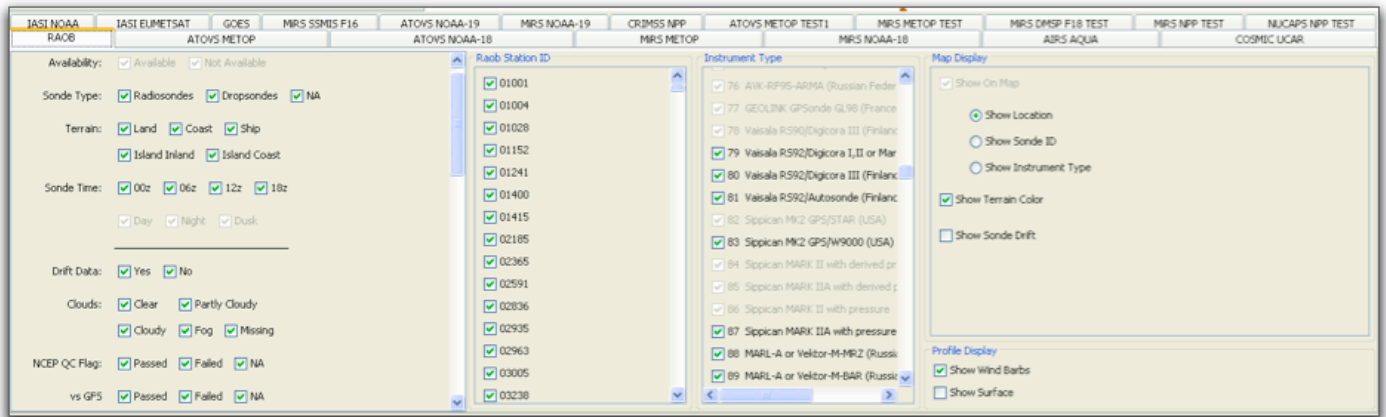 IASI NOAA IASI EUMETSAT GOES MiRS SSMIS F16 ATOVS NOAA-19 MiRS NOAA-19 CRIMSS NPP ATOVS METOP TEST1 MiRS METOP TEST MiRS DMSP F18 TEST MiRS NPP TEST NUCAPS NPP TEST
RAOB ATOVS METOP ATOVS NOAA-18 MiRS METOP MiRS NOAA-18 AIRS AQUA COSMIC UCAR
Availability: Available Not Available
Sonde Type: Radiosondes Dropsondes NA
Terrain: Land Coast Ship
Island Inland Island Coast
Sonde Time: 00z 06z 12z 18z
Day Night Dusk
Drift Data: Yes No
Clouds: Clear Partly Cloudy
Cloudy Fog Missing
NCEP QC Flag: Passed Failed NA
vs GFS Passed Failed NA
Raob Station ID
01001
01004
01028
01152
01241
01400
01415
02185
02365
02591
02836
02935
02963
03005
03238
Instrument Type
76 AVK-RF95-ARMA (Russian Feder
77 GEOLINK GPSonde GL98 (France
78 Vaisala RS90/Digicora III (Finlanc
79 Vaisala RS92/Digicora I,II or Mar
80 Vaisala RS92/Digicora III (Finlanc
81 Vaisala RS92/Autosonde (Finlanc
82 Sippican MK2 GPS/STAR (USA)
83 Sippican MK2 GPS/W9000 (USA)
84 Sippican MARK II with derived pr
85 Sippican MARK IIA with derived p
86 Sippican MARK II with pressure
87 Sippican MARK IIA with pressure
88 MARL-A or Vektor-M-MRZ (Russia
89 MARL-A or Vektor-M-BAR (Russia
Map Display
Show On Map
Show Location
Show Sonde ID
Show Instrument Type
Show Terrain Color
Show Sonde Drift
Profile Display
Show Wind Barbs
Show Surface